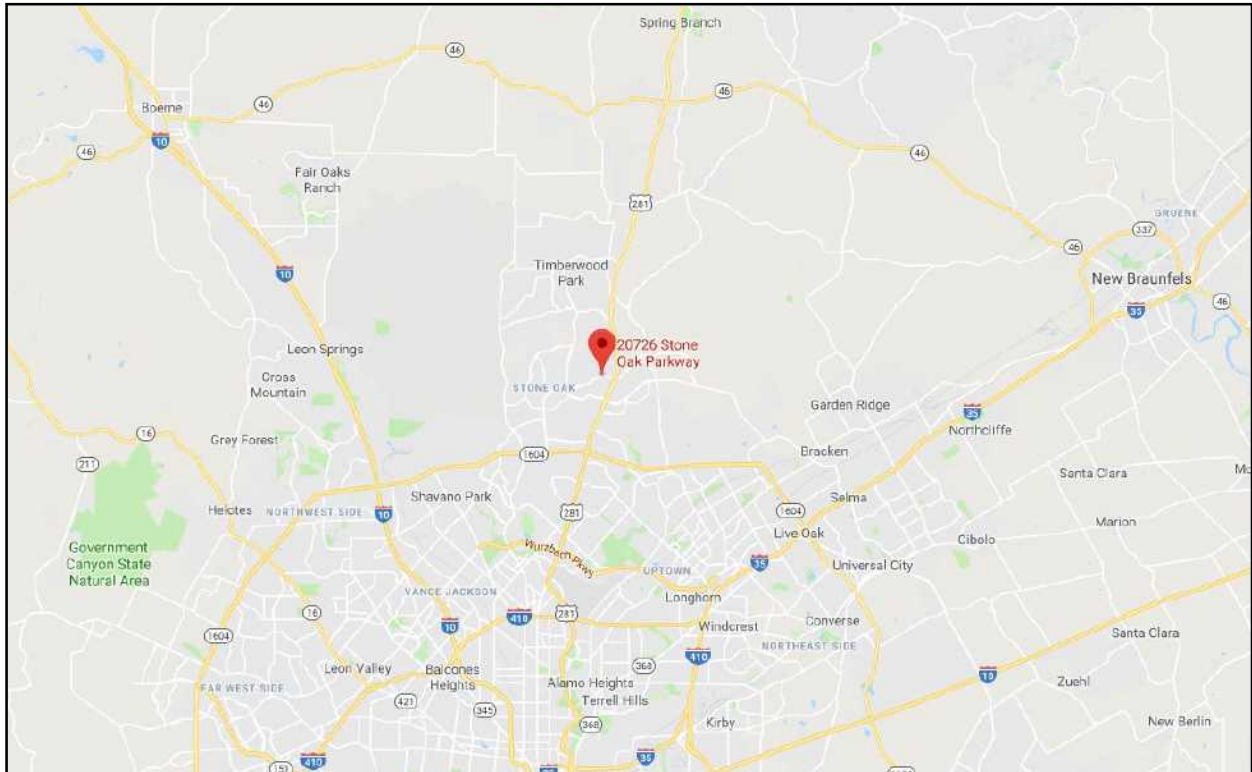 Spring Branch
46
46
46
Boerne
46
10
46
46
Fair Oaks
Ranch
281
GRUENE
337
46
Timberwood
Park
10
New Braunfels
46
35
20726 Stone
Oak Parkway
Leon Springs
Cross
Mountain
STONE OAK
Garden Ridge
35
Northcliffe
16
Grey Forest
211
1604
Bracken
Santa Clara
Shavano Park
Selma
Helotes
NORTHWEST SIDE
10
281
1604
Live Oak
Marion
Cibolo
Government
Canyon State
Natural Area
Wurzbach Pkwy
UPTOWN
35
Universal City
VANCE JACKSON
Longhorn
16
410
281
10
Windcrest
Converse
1604
NORTHEAST SIDE
Santa Clara
410
368
Leon Valley
Balcones
Heights
Alamo Heights
Terrell Hills
10
Zuehl
FAR WEST SIDE
421
345
368
Kirby
New Berlin
35
410
151